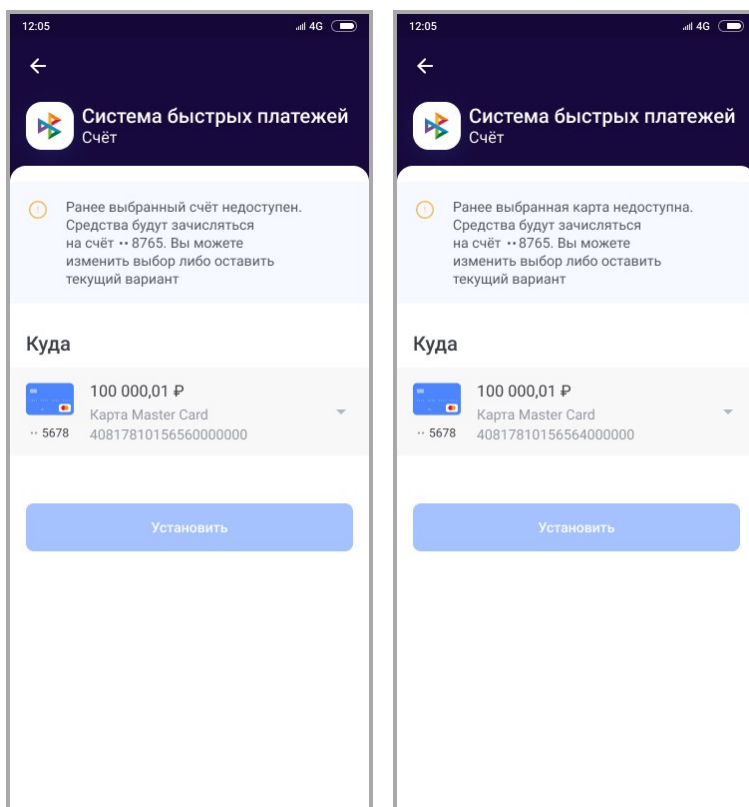 12:05
4G
Система быстрых платежей
Счёт
Ранее выбранный счёт недоступен.
Средства будут зачисляться
на счёт •• 8765. Вы можете
изменить выбор либо оставить
текущий вариант
Куда
100 000,01 ₽
Карта Master Card
•• 5678
40817810156560000000
Установить
12:05
4G
Система быстрых платежей
Счёт
Ранее выбранная карта недоступна.
Средства будут зачисляться
на счёт •• 8765. Вы можете
изменить выбор либо оставить
текущий вариант
Куда
100 000,01 ₽
Карта Master Card
•• 5678
40817810156564000000
Установить